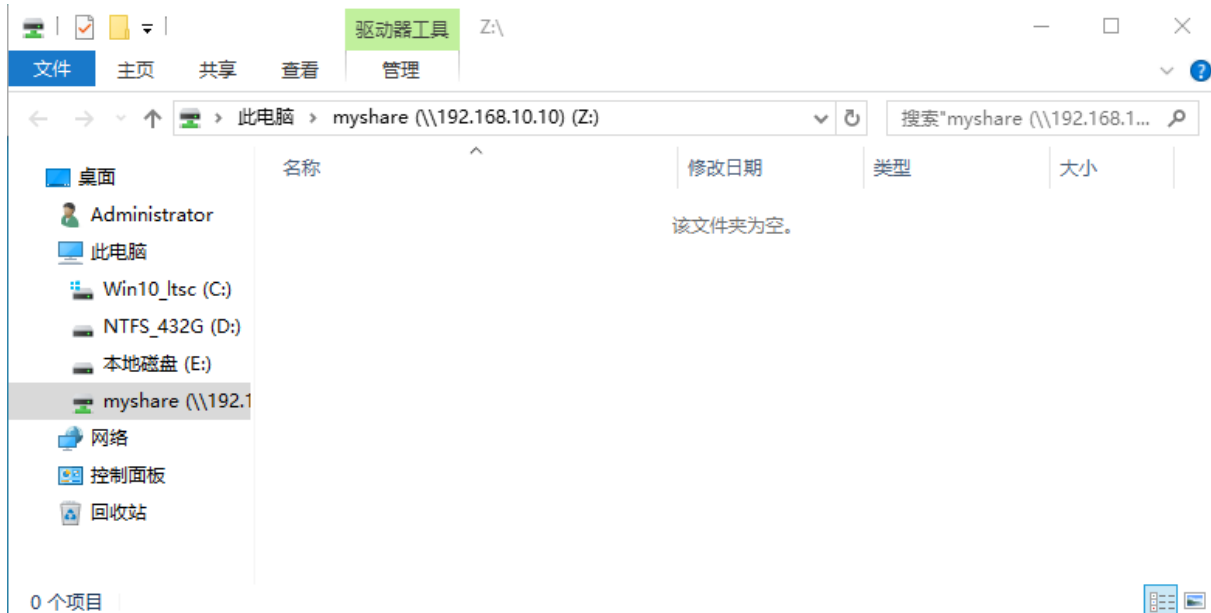 驱动器工具 Z:\
文件 主页 共享 查看 管理
此电脑 myshare (\\192.168.10.10) (Z:) 搜索"myshare (\\192.168.1...
名称 修改日期 类型 大小
该文件夹为空。
桌面
Administrator
此电脑
Win10_ltsc (C:)
NTFS_432G (D:)
本地磁盘 (E:)
myshare (\\192.1
网络
控制面板
回收站
0 个项目